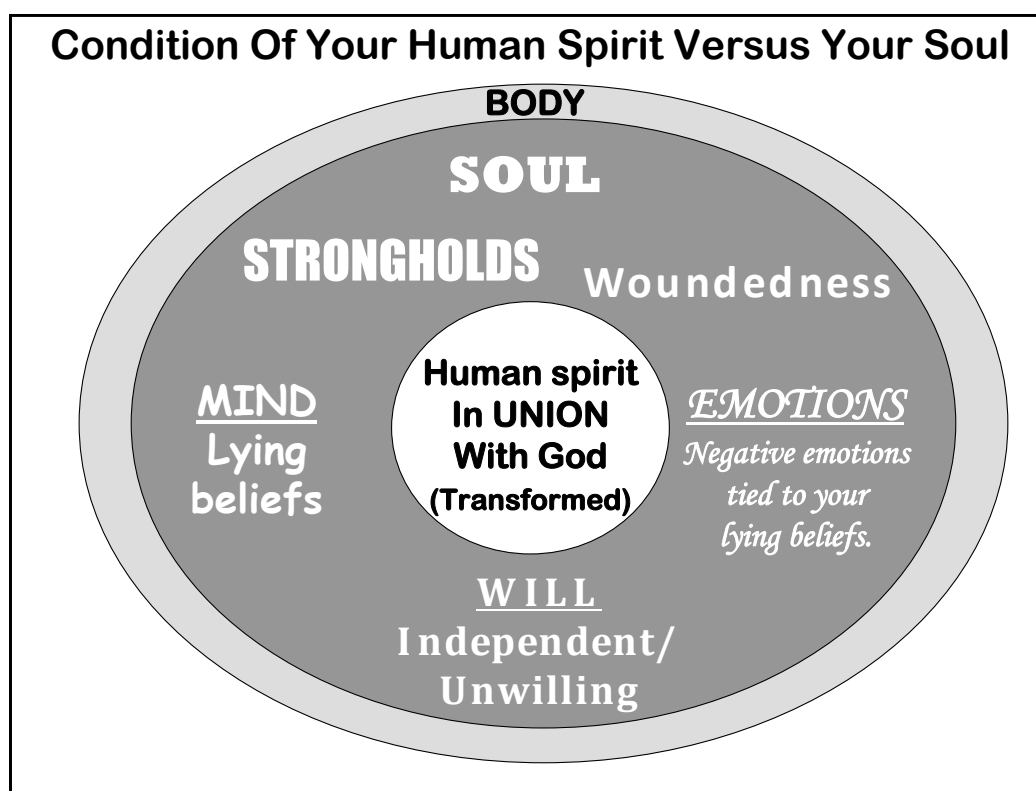 Condition Of Your Human Spirit Versus Your Soul
BODY
SOUL
STRONGHOLDS
Woundedness
Human spirit
In UNION
With God
(Transformed)
MIND
Lying
beliefs
EMOTIONS
Negative emotions
tied to your
lying beliefs.
WILL
Independent/
Unwilling